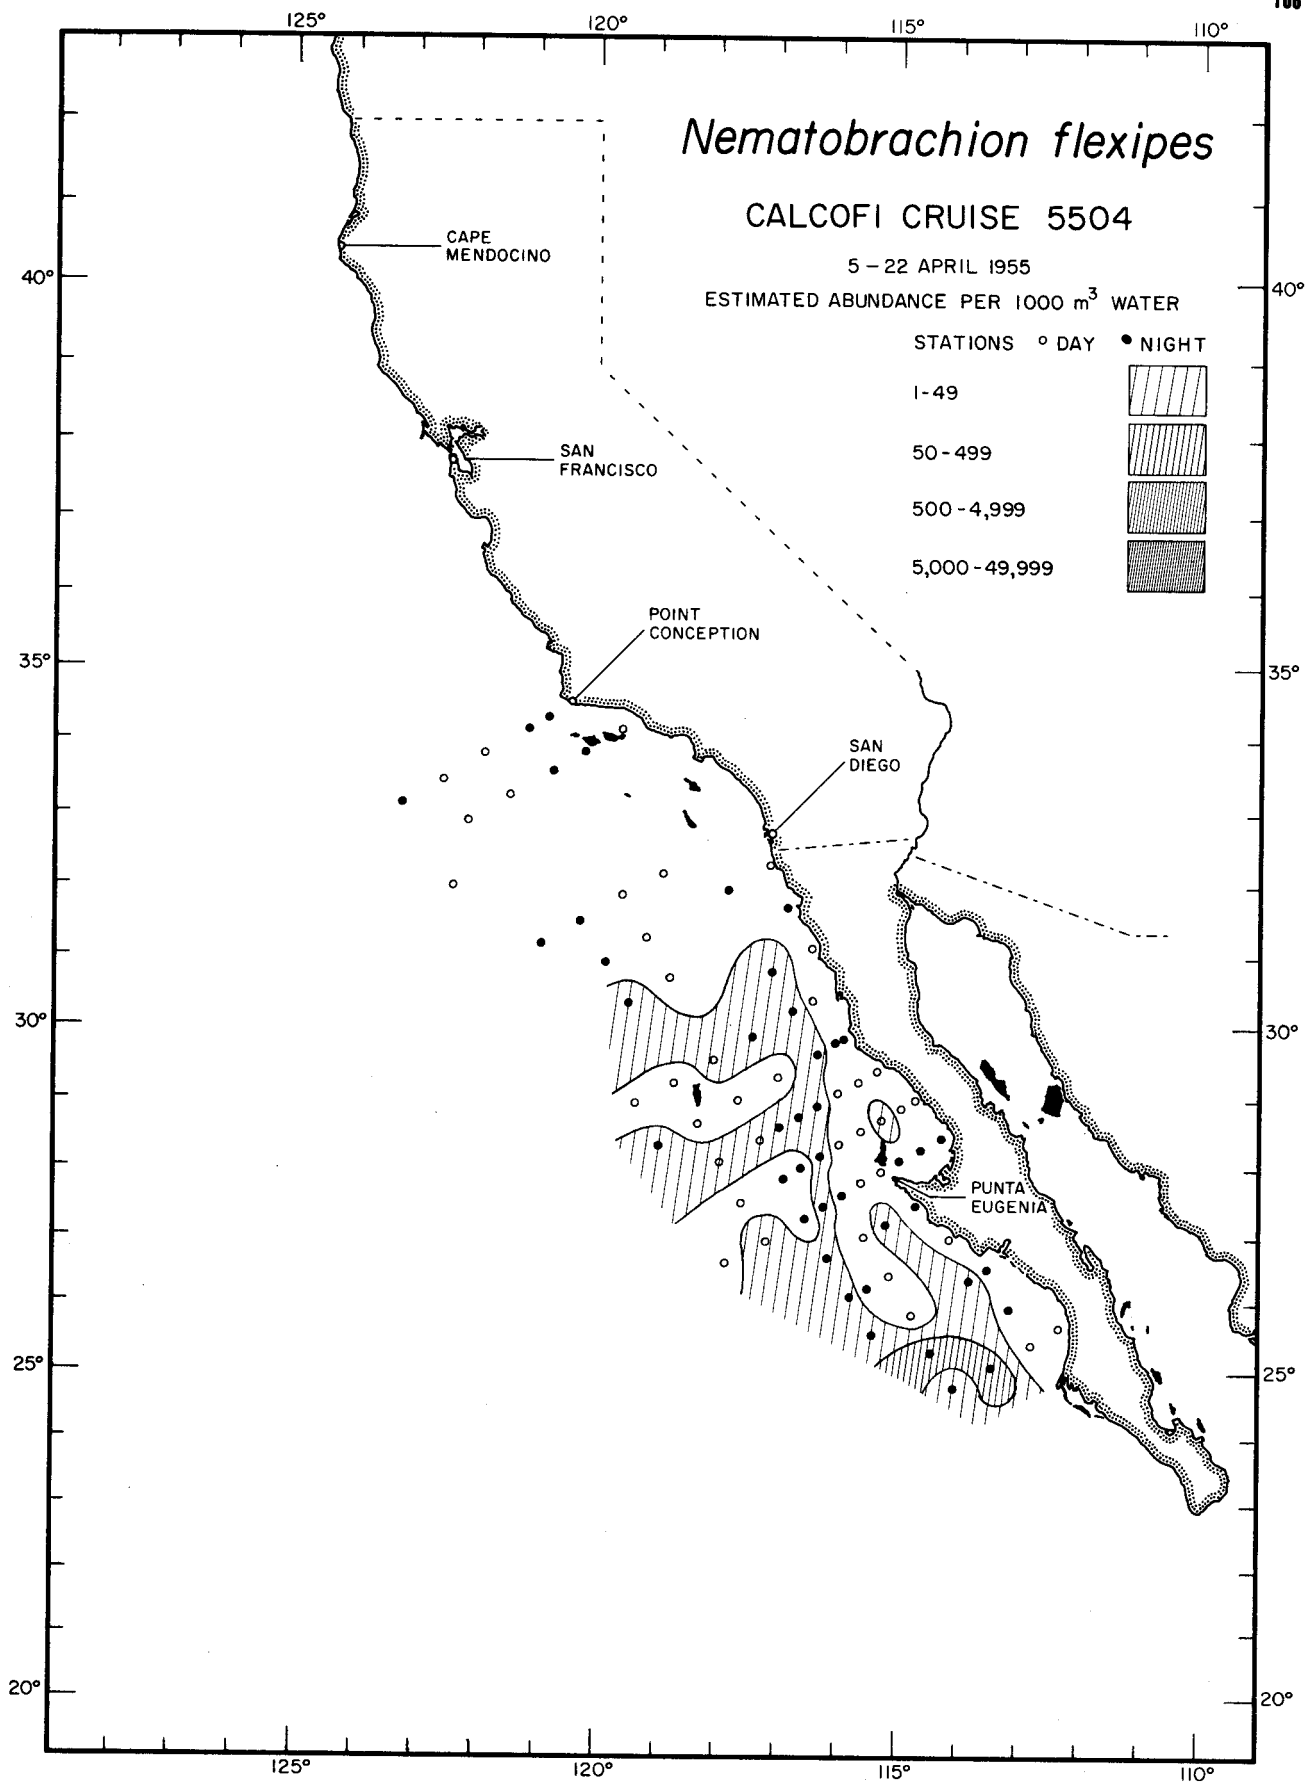 125° 120° 115° 110°
Nematobrachion flexipes
CALCOFI CRUISE 5504
5-22 APRIL 1955
ESTIMATED ABUNDANCE PER 1000 m³ WATER
STATIONS ○ DAY ● NIGHT
1-49
50-499
500-4,999
5,000-49,999
CAPE
MENDOCINO
40° 40°
SAN
FRANCISCO
POINT
CONCEPTION
35° 35°
SAN
DIEGO
30° 30°
PUNTA
EUGENIA
25° 25°
20° 20°
125° 120° 115° 110°